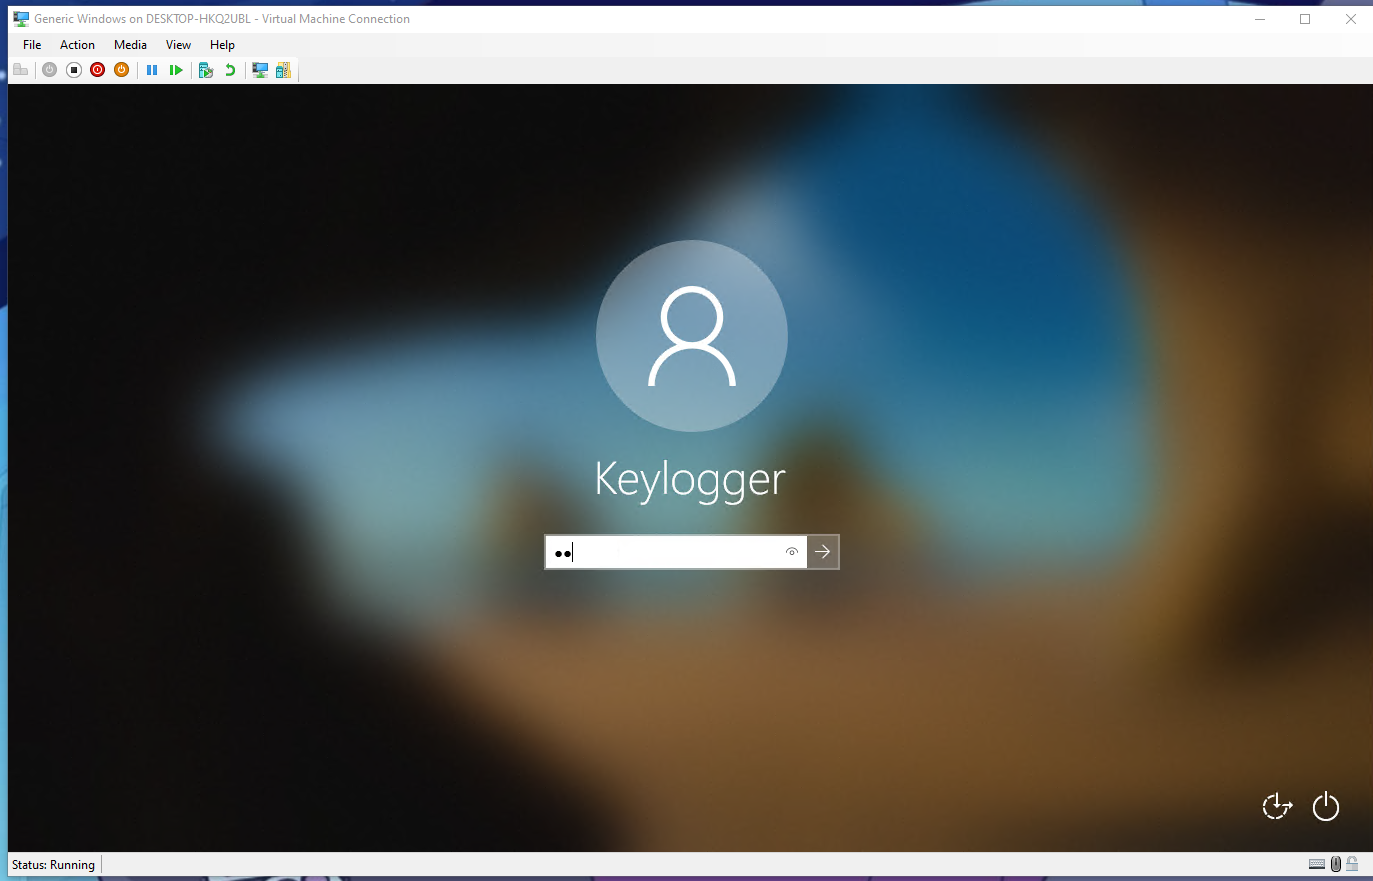 Generic Windows on DESKTOP-HKQ2UBL - Virtual Machine Connection
File Action Media View Help
Keylogger
Status: Running